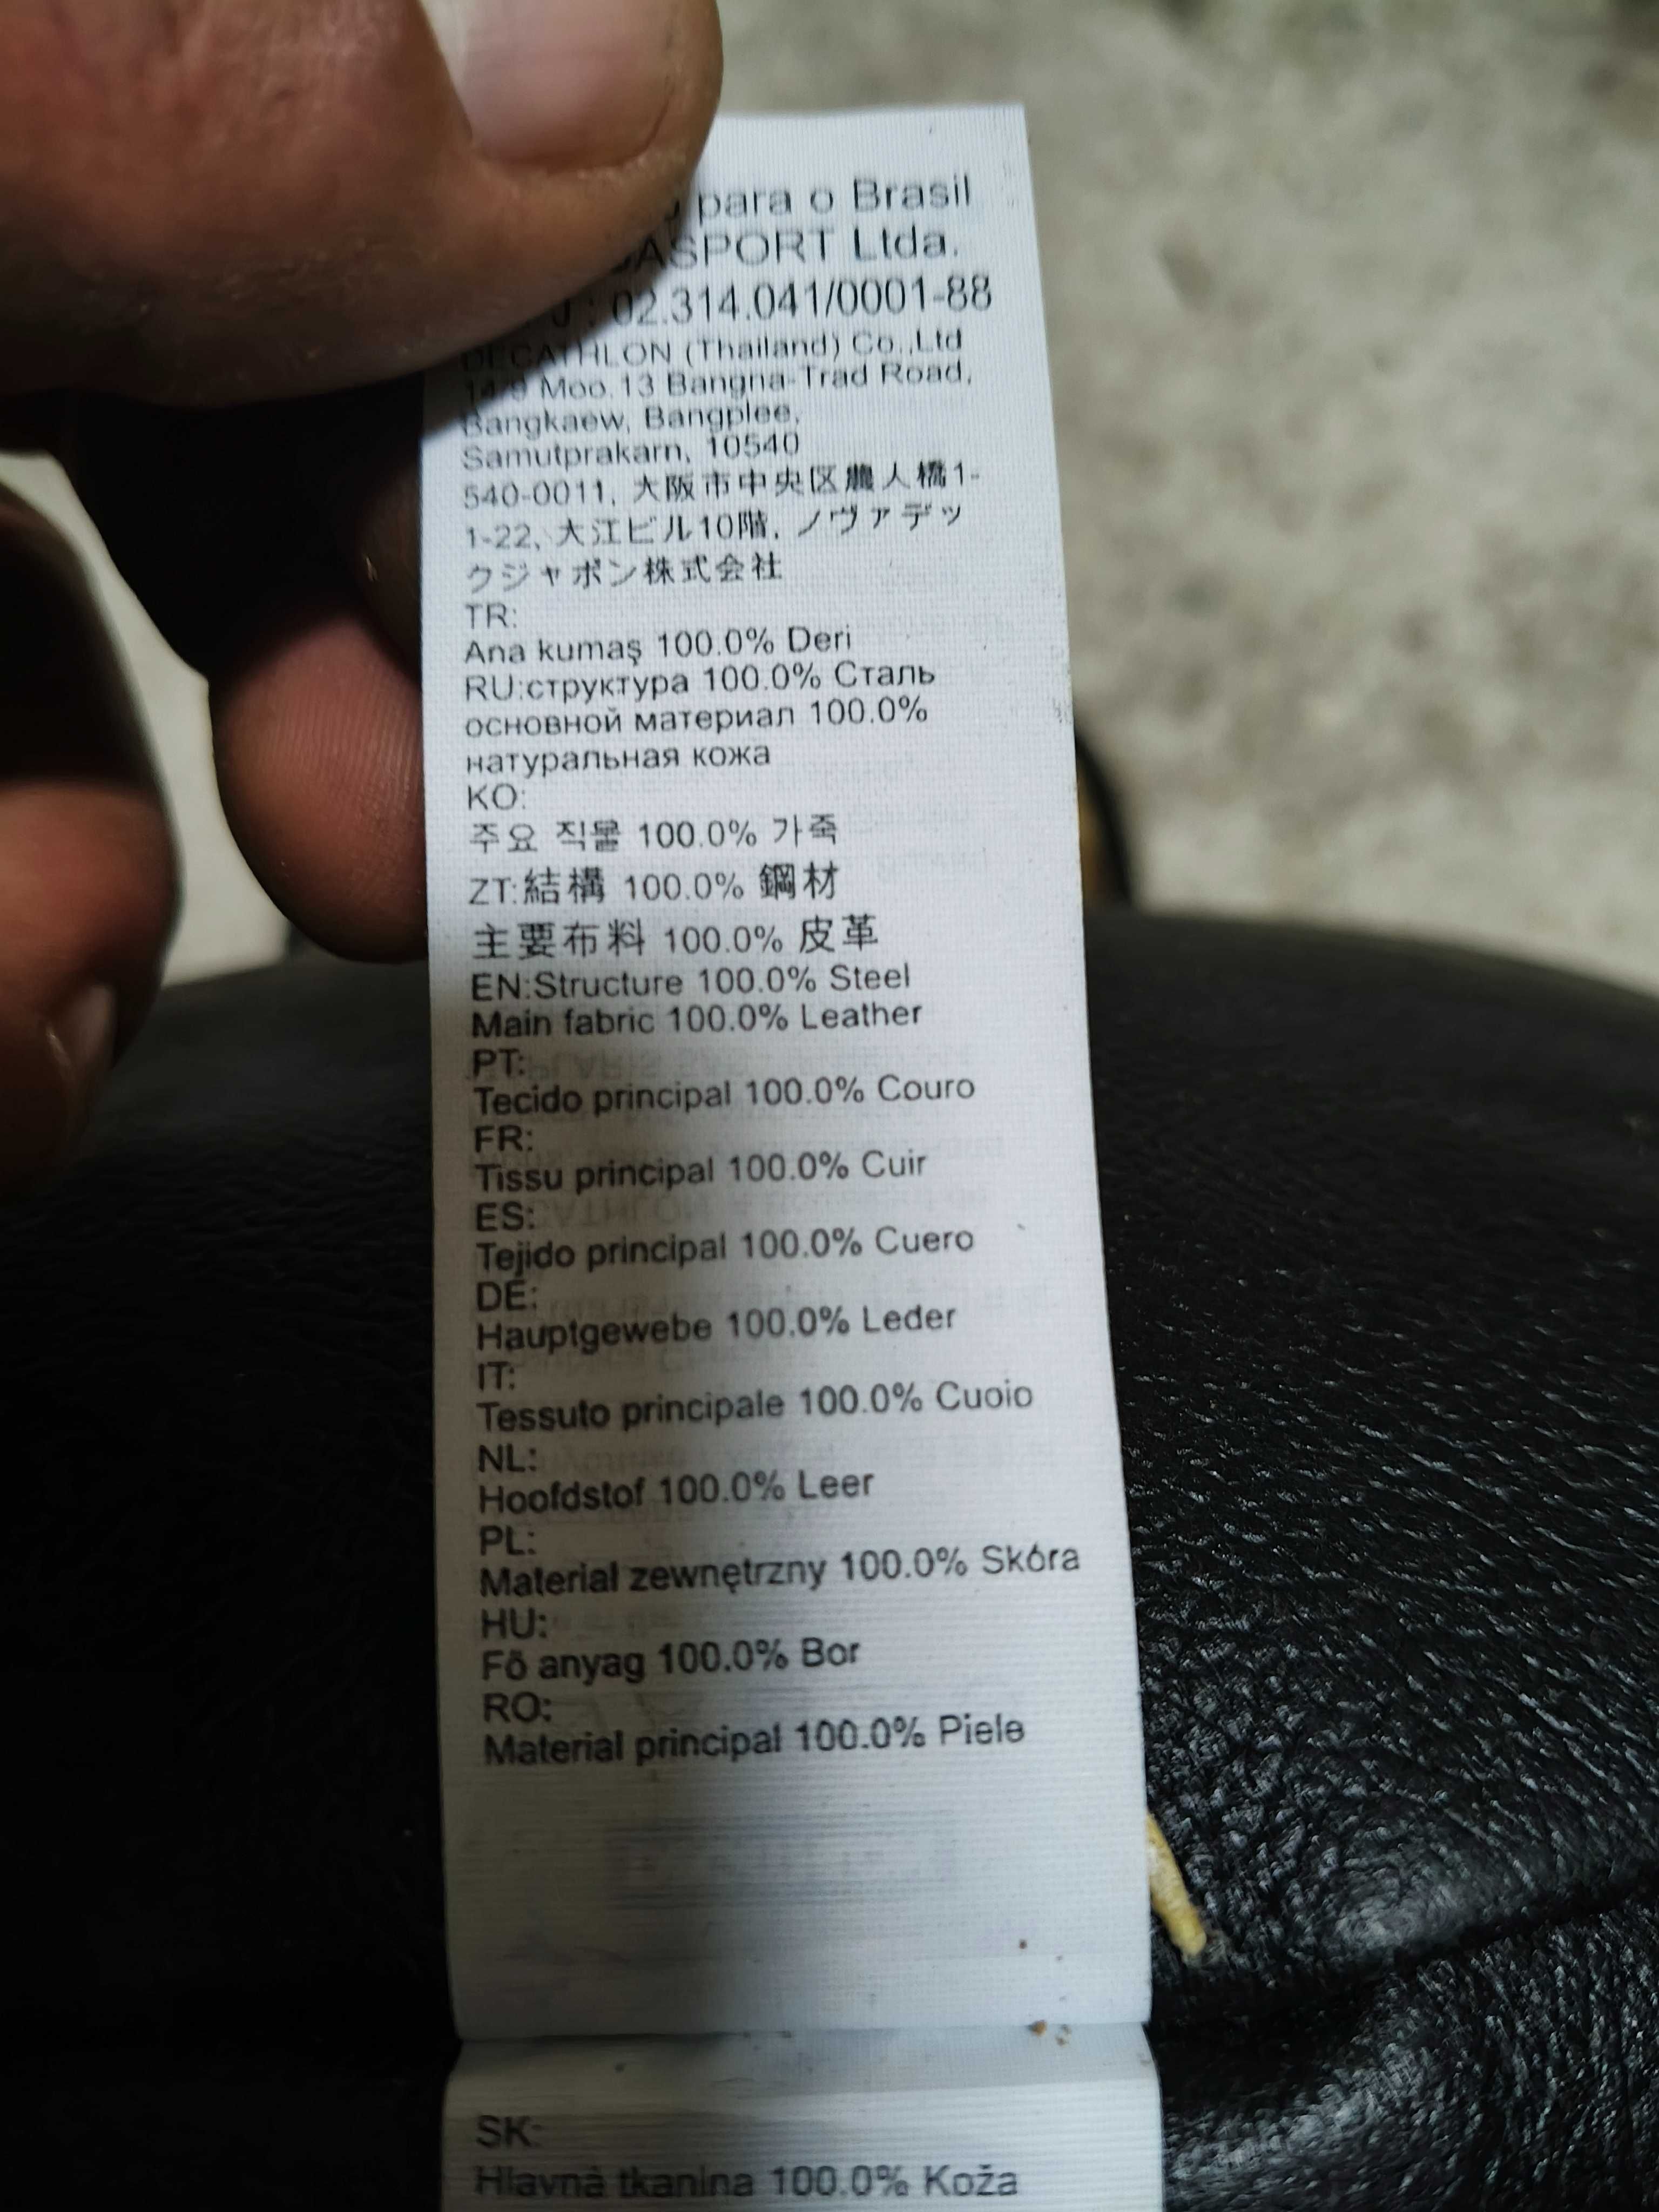 para o Brasil
ASPORT Ltda.
J : 02.314.041/0001-88
DECATHLON (Thailand) Co.,Ltd
14/9 Moo.13 Bangna-Trad Road,
Bangkaew, Bangplee,
Samutprakarn, 10540
540-0011, 大阪市中央区農人橋1-
1-22, 大江ビル10階, ノヴァデッ
クジャポン株式会社
TR:
Ana kumaş 100.0% Deri
RU:структура 100.0% Сталь
основной материал 100.0%
натуральная кожа
KO:
주요 직물 100.0% 가죽
ZT:結構 100.0% 鋼材
主要布料 100.0% 皮革
EN:Structure 100.0% Steel
Main fabric 100.0% Leather
PT:
Tecido principal 100.0% Couro
FR:
Tissu principal 100.0% Cuir
ES:
Tejido principal 100.0% Cuero
DE:
Hauptgewebe 100.0% Leder
IT:
Tessuto principale 100.0% Cuoio
NL:
Hoofdstof 100.0% Leer
PL:
Materiał zewnętrzny 100.0% Skóra
HU:
Fő anyag 100.0% Bor
RO:
Material principal 100.0% Piele
SK:
Hlavná tkanina 100.0% Koža